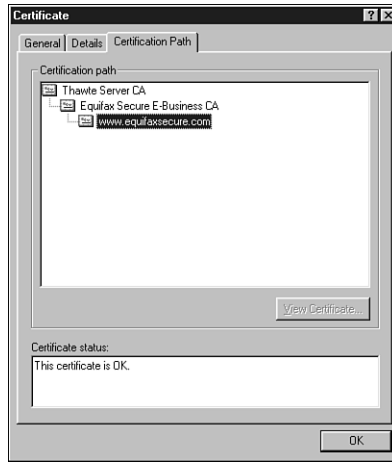 Certificate
General Details Certification Path
Certification path
Thawte Server CA
Equifax Secure E-Business CA
www.equifaxsecure.com
View Certificate...
Certificate status:
This certificate is OK.
OK